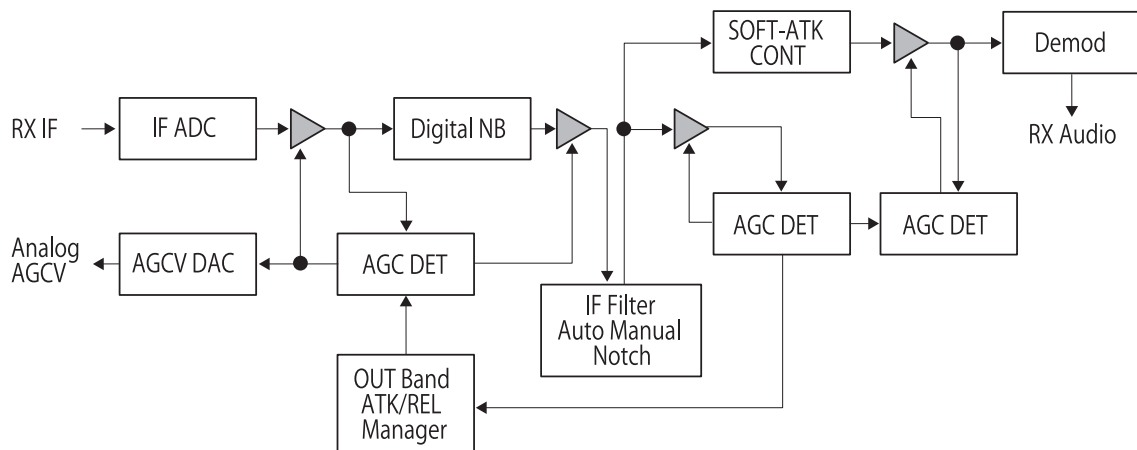 SOFT-ATK
CONT
Demod
RX IF
IF ADC
Digital NB
RX Audio
AGC DET
AGC DET
Analog
AGCV
AGCV DAC
AGC DET
IF Filter
Auto Manual
Notch
OUT Band
ATK/REL
Manager